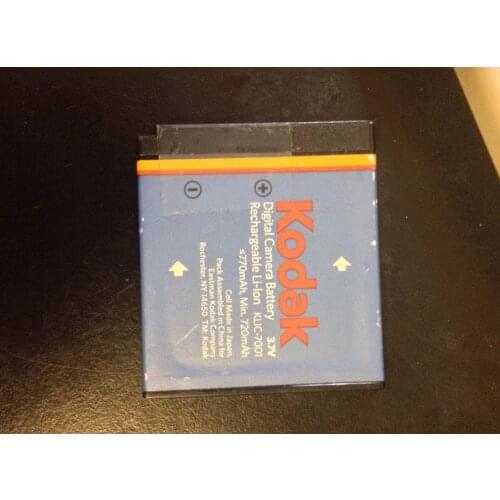 Kodak
3.7V
Digital Camera Battery
Rechargeable Li-Ion KLIC-7001
≤770mAh, Min. 720mAh
Cell Made in Japan,
Pack Assembled in China for
Eastman Kodak Company
Rochester, NY 14650 TM: Kodak